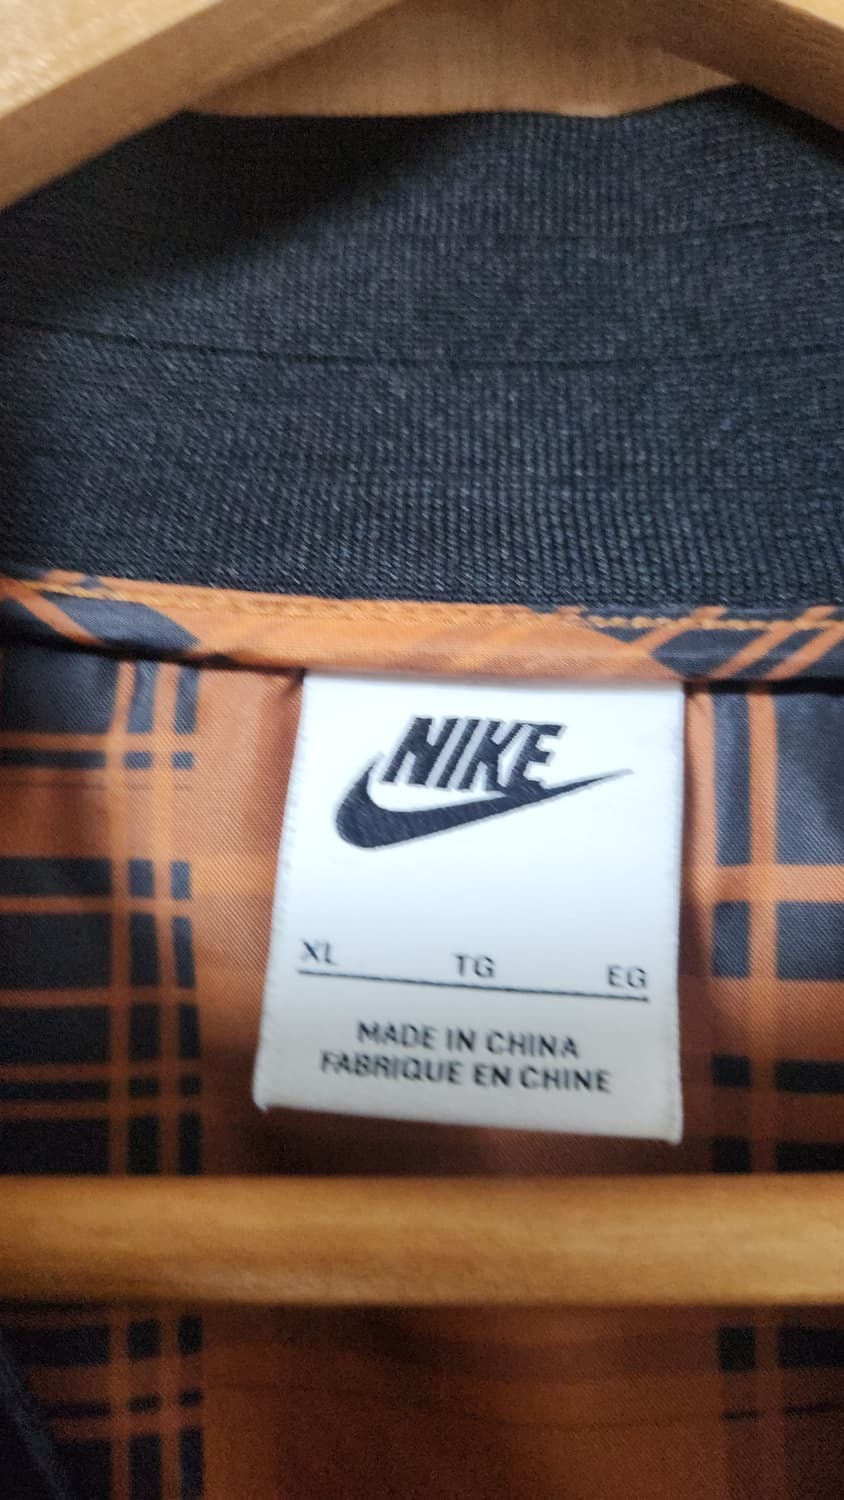 NIKE
XL TG EG
MADE IN CHINA
FABRIQUE EN CHINE